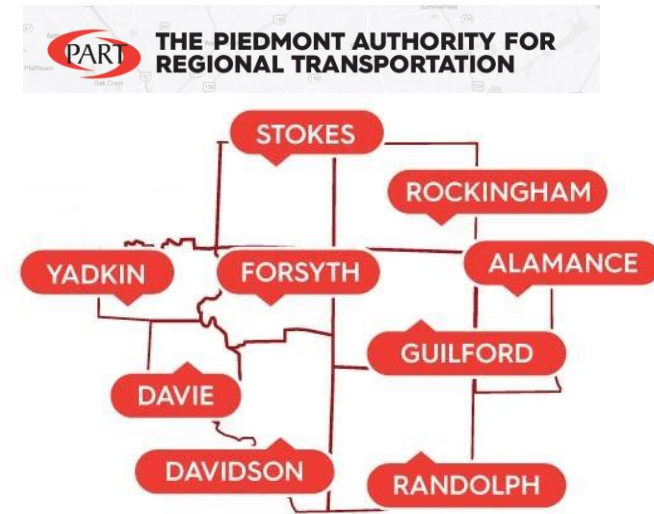 PART
THE PIEDMONT AUTHORITY FOR
REGIONAL TRANSPORTATION
STOKES
ROCKINGHAM
YADKIN
FORSYTH
ALAMANCE
GUILFORD
DAVIE
DAVIDSON
RANDOLPH